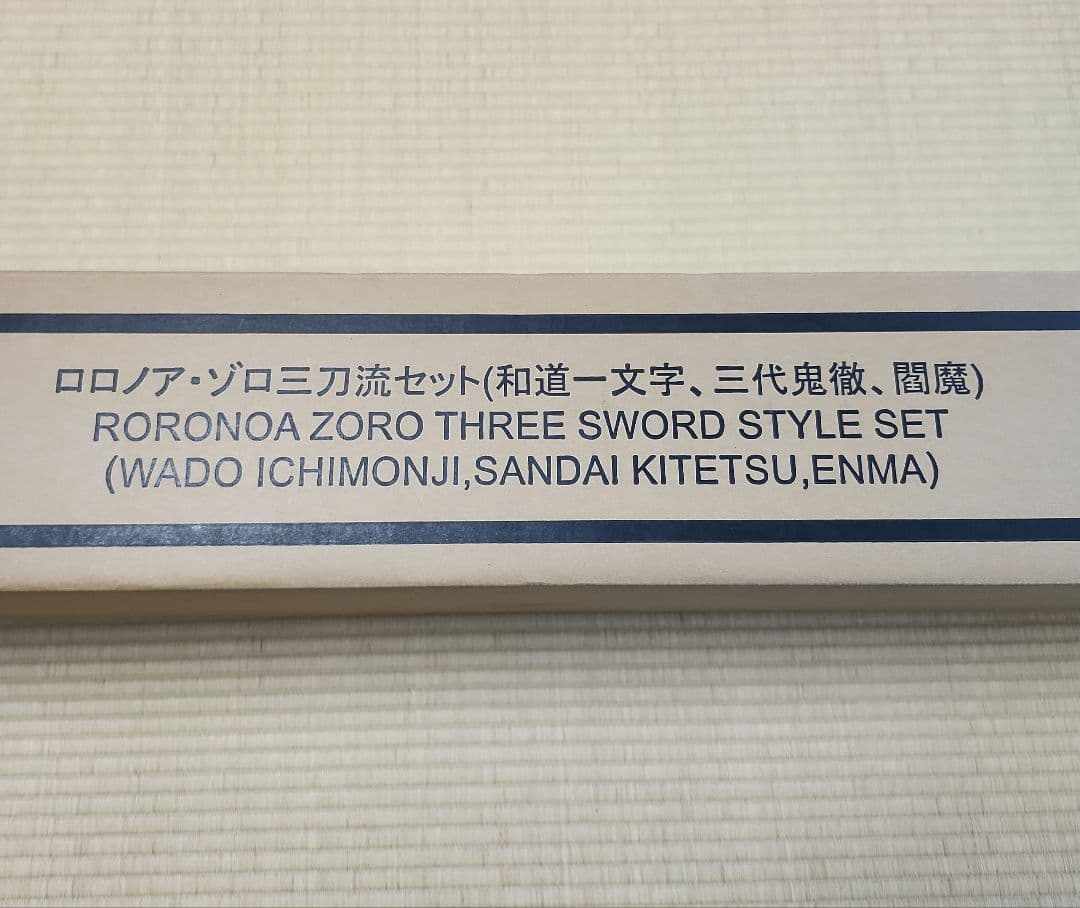 ロロノア・ゾロ三刀流セット(和道一文字、三代鬼徹、閻魔)
RORONOA ZORO THREE SWORD STYLE SET
(WADO ICHIMONJI,SANDAI KITETSU,ENMA)